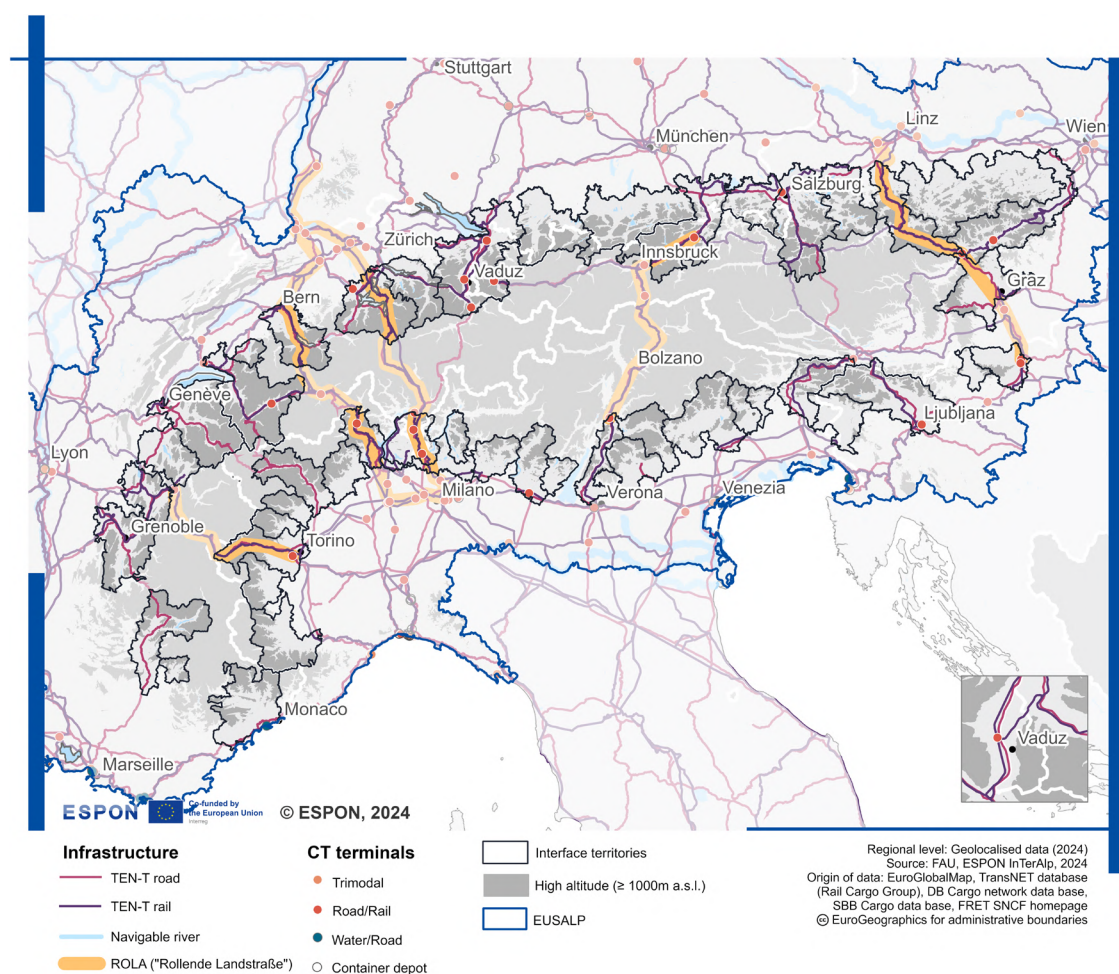 Stuttgart
München
Linz
Wien
Salzburg
Zürich
Innsbruck
Vaduz
Graz
Bern
Bolzano
Genève
Ljubljana
Lyon
Milano
Verona
Venezia
Grenoble
Torino
Monaco
Vaduz
Marseille
ESPON
Co-funded by
the European Union
Interreg
© ESPON, 2024
Infrastructure
TEN-T road
TEN-T rail
Navigable river
ROLA ("Rollende Landstraße")
CT terminals
Trimodal
Road/Rail
Water/Road
Container depot
Interface territories
High altitude (≥ 1000m a.s.l.)
EUSALP
Regional level: Geolocalised data (2024)
Source: FAU, ESPON InTerAlp, 2024
Origin of data: EuroGlobalMap, TransNET database
(Rail Cargo Group), DB Cargo network data base,
SBB Cargo data base, FRET SNCF homepage
cc EuroGeographics for administrative boundaries